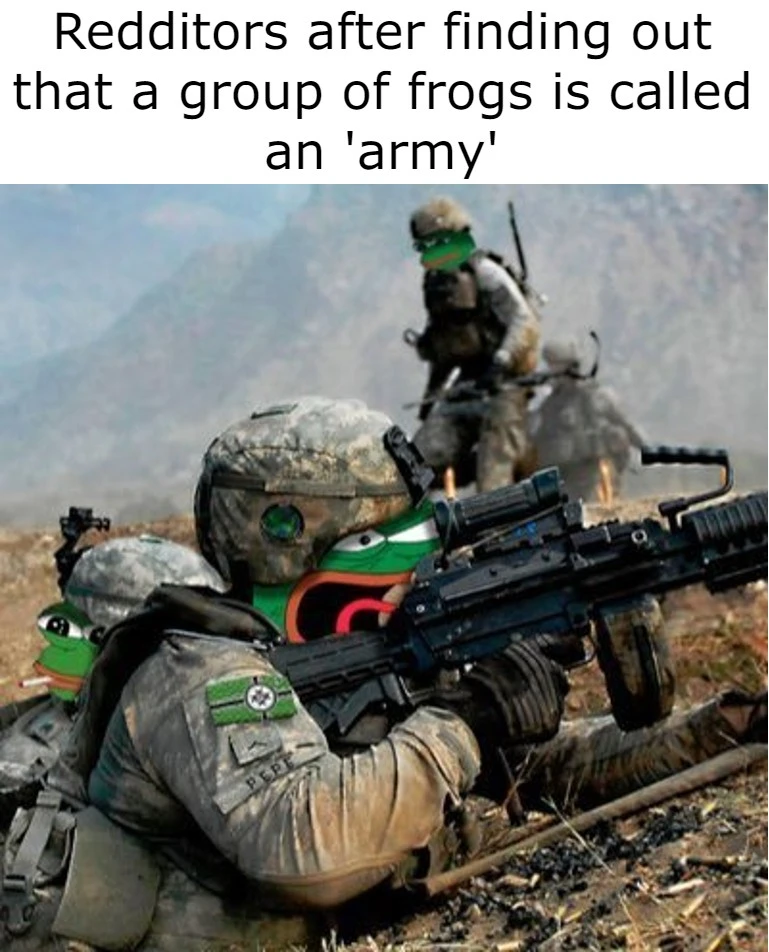 Redditors after finding out
that a group of frogs is called
an 'army'
PEPE